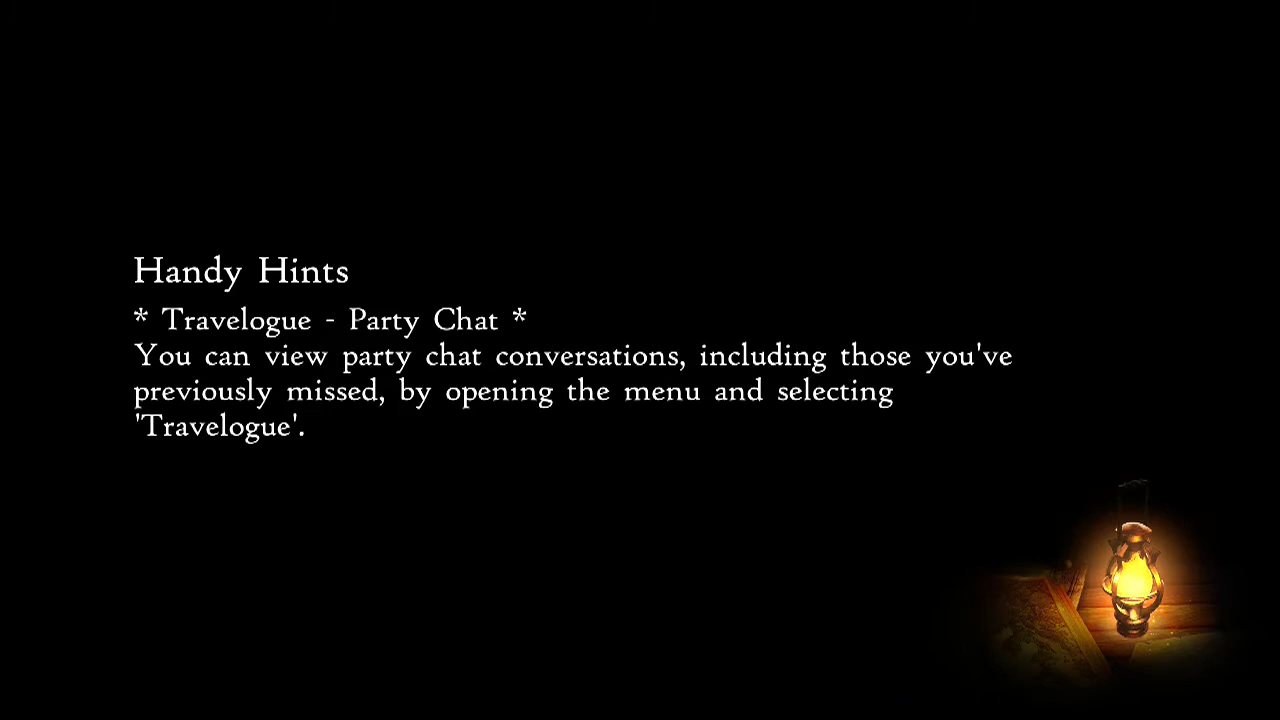 Handy Hints
* Travelogue - Party Chat *
You can view party chat conversations, including those you've
previously missed, by opening the menu and selecting
'Travelogue'.